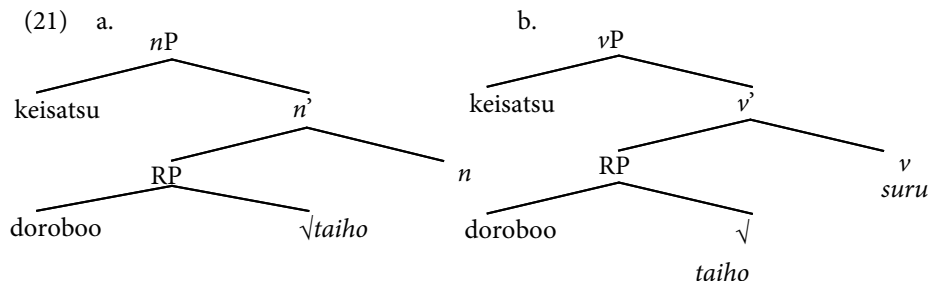 (21) a. b.
nP vP
keisatsu n’ keisatsu v’
RP n RP v
suru
doroboo √taiho doroboo √
taiho